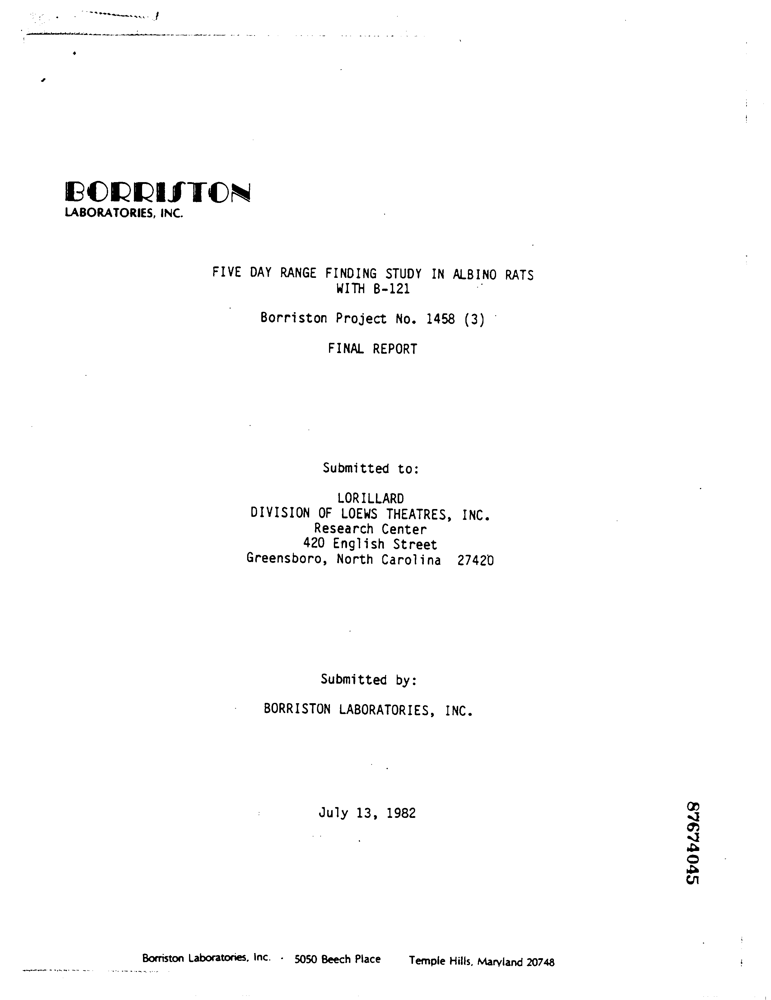 BORRISTON
LABORATORIES, INC.
FIVE DAY RANGE FINDING STUDY IN ALBINO RATS
WITH B-121
Borriston Project No. 1458 (3)
FINAL REPORT
Submitted to:
LORILLARD
DIVISION OF LOEWS THEATRES, INC.
Research Center
420 English Street
Greensboro, North Carolina 27420
Submitted by:
BORRISTON LABORATORIES, INC.
July 13, 1982
87674045
Borriston Laboratories, Inc. · 5050 Beech Place Temple Hills, Maryland 20748